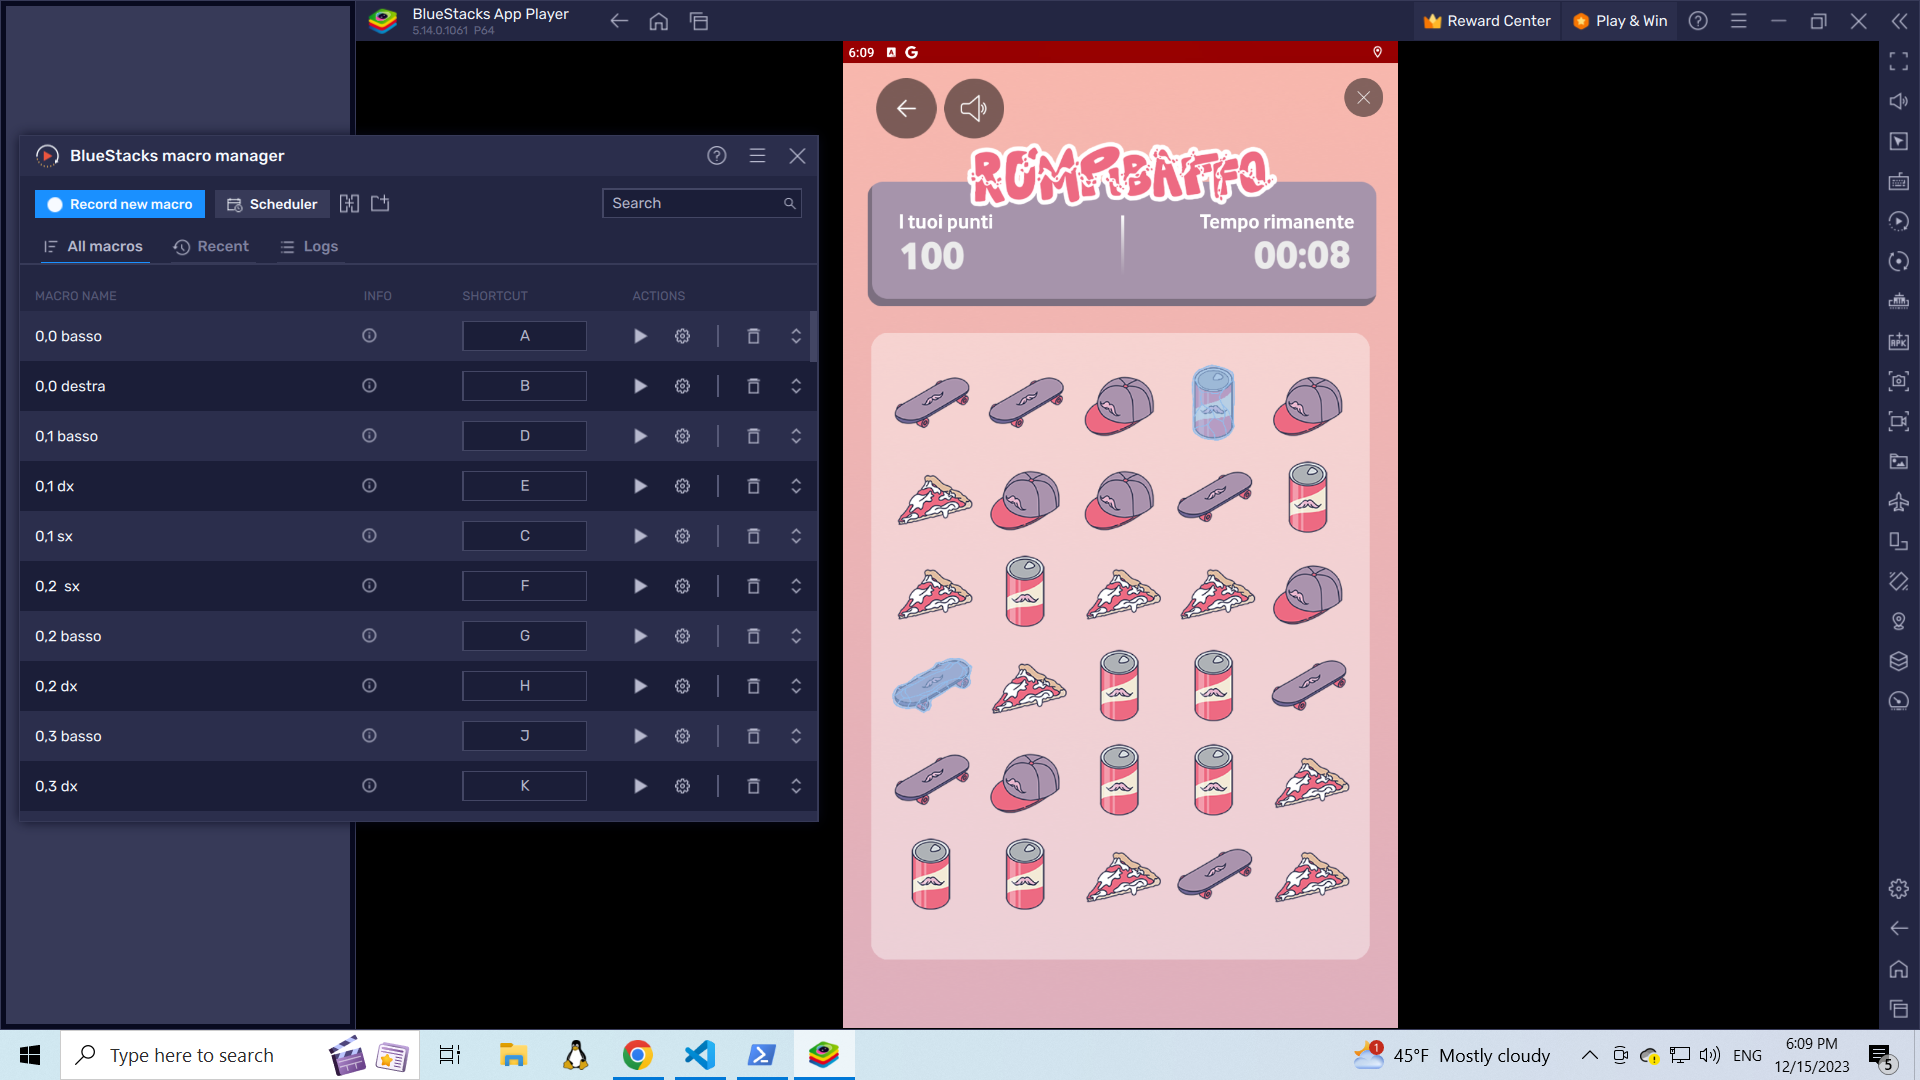 BlueStacks App Player
5.14.0.1061 P64
Reward Center
Play & Win
BlueStacks macro manager
Record new macro
Scheduler
Search
All macros
Recent
Logs
MACRO NAME
INFO
SHORTCUT
ACTIONS
0,0 basso
A
0,0 destra
B
0,1 basso
D
0,1 dx
E
0,1 sx
C
0,2 sx
F
0,2 basso
G
0,2 dx
H
0,3 basso
J
0,3 dx
K
6:09
A
G
ROMPIBAFFO
I tuoi punti
Tempo rimanente
100
00:08
APK
Type here to search
1
45°F Mostly cloudy
ENG
6:09 PM
12/15/2023
5